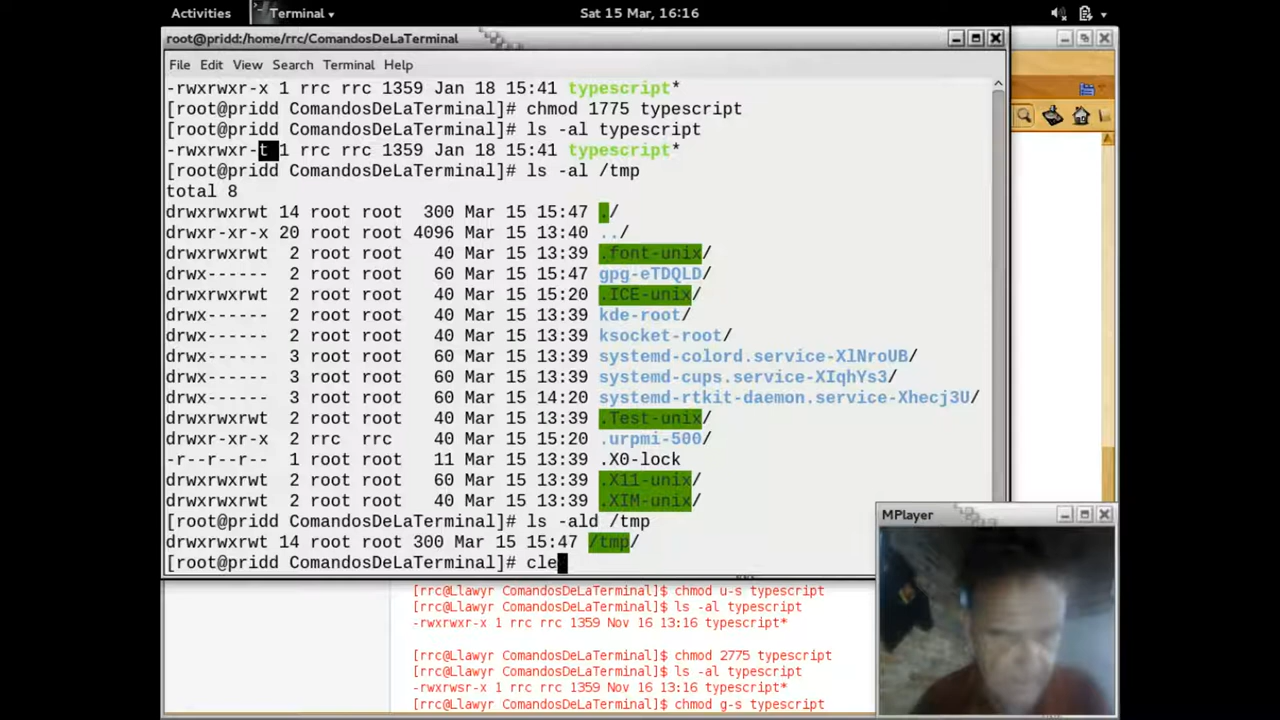 Activities Terminal Sat 15 Mar, 16:16
root@pridd:/home/rrc/ComandosDeLaTerminal
File Edit View Search Terminal Help
-rwxrwxr-x 1 rrc rrc 1359 Jan 18 15:41 typescript*
[root@pridd ComandosDeLaTerminal]# chmod 1775 typescript
[root@pridd ComandosDeLaTerminal]# ls -al typescript
-rwxrwxr-t 1 rrc rrc 1359 Jan 18 15:41 typescript*
[root@pridd ComandosDeLaTerminal]# ls -al /tmp
total 8
drwxrwxrwt 14 root root 300 Mar 15 15:47 ./
drwxr-xr-x 20 root root 4096 Mar 15 13:40 ../
drwxrwxrwt 2 root root 40 Mar 15 13:39 .font-unix/
drwx------ 2 root root 60 Mar 15 15:47 gpg-eTDQLD/
drwxrwxrwt 2 root root 40 Mar 15 15:20 .ICE-unix/
drwx------ 2 root root 40 Mar 15 13:39 kde-root/
drwx------ 2 root root 40 Mar 15 13:39 ksocket-root/
drwx------ 3 root root 60 Mar 15 13:39 systemd-colord.service-XlNroUB/
drwx------ 3 root root 60 Mar 15 13:39 systemd-cups.service-XIqhYs3/
drwx------ 3 root root 60 Mar 15 14:20 systemd-rtkit-daemon.service-Xhecj3U/
drwxrwxrwt 2 root root 40 Mar 15 13:39 .Test-unix/
drwxr-xr-x 2 rrc rrc 40 Mar 15 15:20 .urpmi-500/
-r--r--r-- 1 root root 11 Mar 15 13:39 .X0-lock
drwxrwxrwt 2 root root 60 Mar 15 13:39 .X11-unix/
drwxrwxrwt 2 root root 40 Mar 15 13:39 .XIM-unix/
[root@pridd ComandosDeLaTerminal]# ls -ald /tmp
drwxrwxrwt 14 root root 300 Mar 15 15:47 /tmp/
[root@pridd ComandosDeLaTerminal]# cle
MPlayer
[rrc@Llawyr ComandosDeLaTerminal]$ chmod u-s typescript
[rrc@Llawyr ComandosDeLaTerminal]$ ls -al typescript
-rwxrwxr-x 1 rrc rrc 1359 Nov 16 13:16 typescript*
[rrc@Llawyr ComandosDeLaTerminal]$ chmod 2775 typescript
[rrc@Llawyr ComandosDeLaTerminal]$ ls -al typescript
-rwxrwsr-x 1 rrc rrc 1359 Nov 16 13:16 typescript*
[rrc@Llawyr ComandosDeLaTerminal]$ chmod g-s typescript